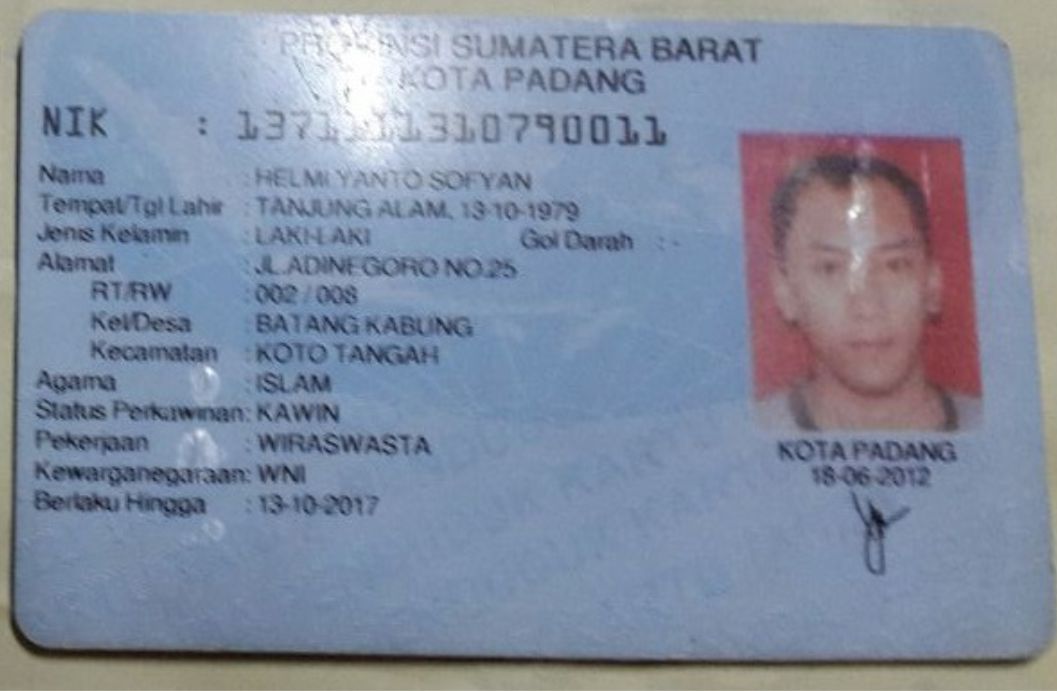 PROVINSI SUMATERA BARAT
KOTA PADANG
NIK : 1371111310790011
Nama : HELMI YANTO SOFYAN
Tempat/Tgl Lahir : TANJUNG ALAM, 13-10-1979
Jenis Kelamin : LAKI-LAKI Gol Darah : -
Alamat : JL.ADINEGORO NO.25
RT/RW : 002 / 008
Kel/Desa : BATANG KABUNG
Kecamatan : KOTO TANGAH
Agama : ISLAM
Status Perkawinan: KAWIN
Pekerjaan : WIRASWASTA
Kewarganegaraan: WNI
Berlaku Hingga : 13-10-2017
KOTA PADANG
18-06-2012